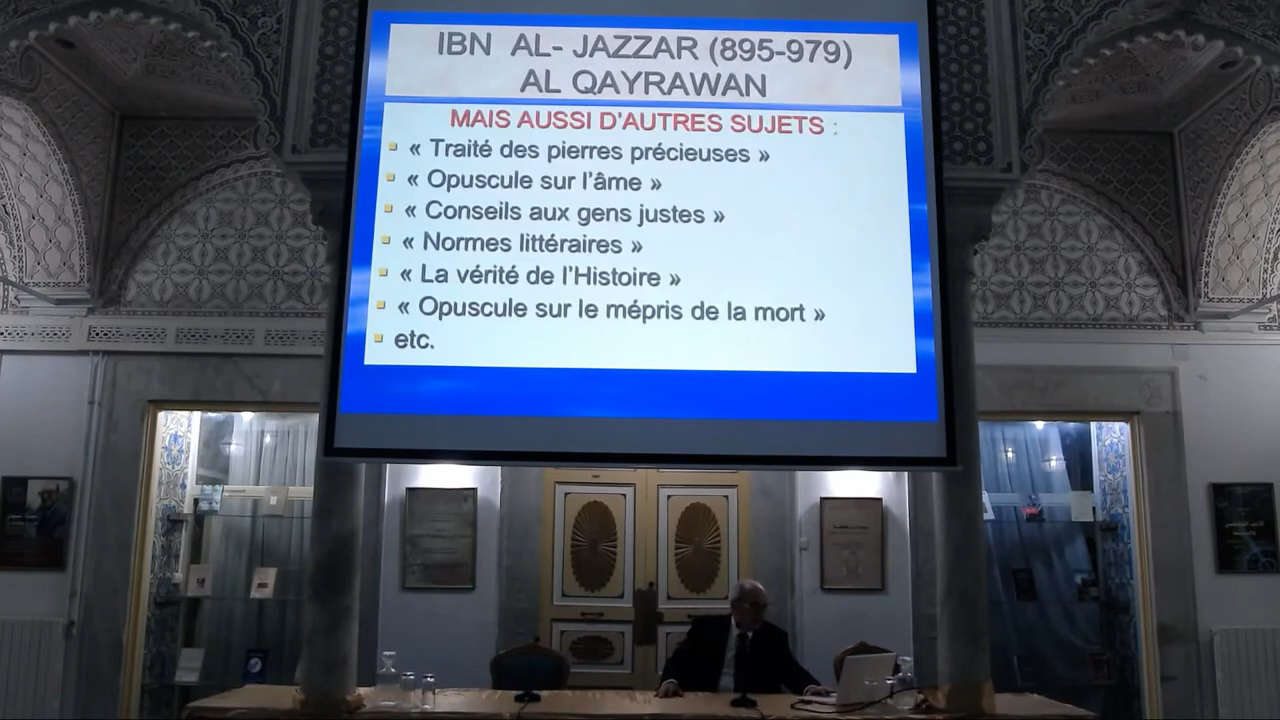 IBN AL- JAZZAR (895-979)
AL QAYRAWAN
MAIS AUSSI D'AUTRES SUJETS :
« Traité des pierres précieuses »
« Opuscule sur l'âme »
« Conseils aux gens justes »
« Normes littéraires »
« La vérité de l'Histoire »
« Opuscule sur le mépris de la mort »
etc.